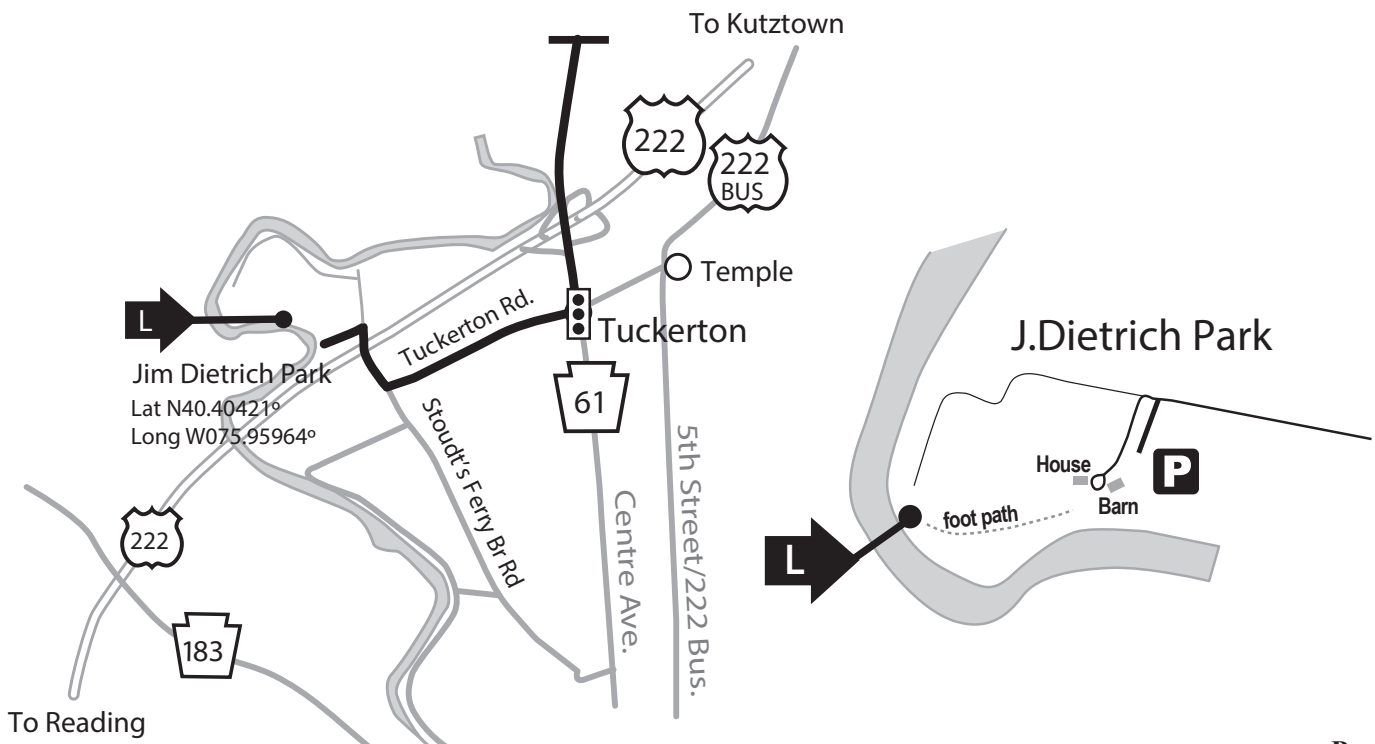 To Kutztown
222
222
BUS
Temple
Tuckerton Rd.
Tuckerton
L
Jim Dietrich Park
Lat N40.40421º
Long W075.95964º
61
Stoudt's Ferry Br Rd
Centre Ave.
5th Street/222 Bus.
222
183
To Reading
J.Dietrich Park
House
Barn
P
foot path
L